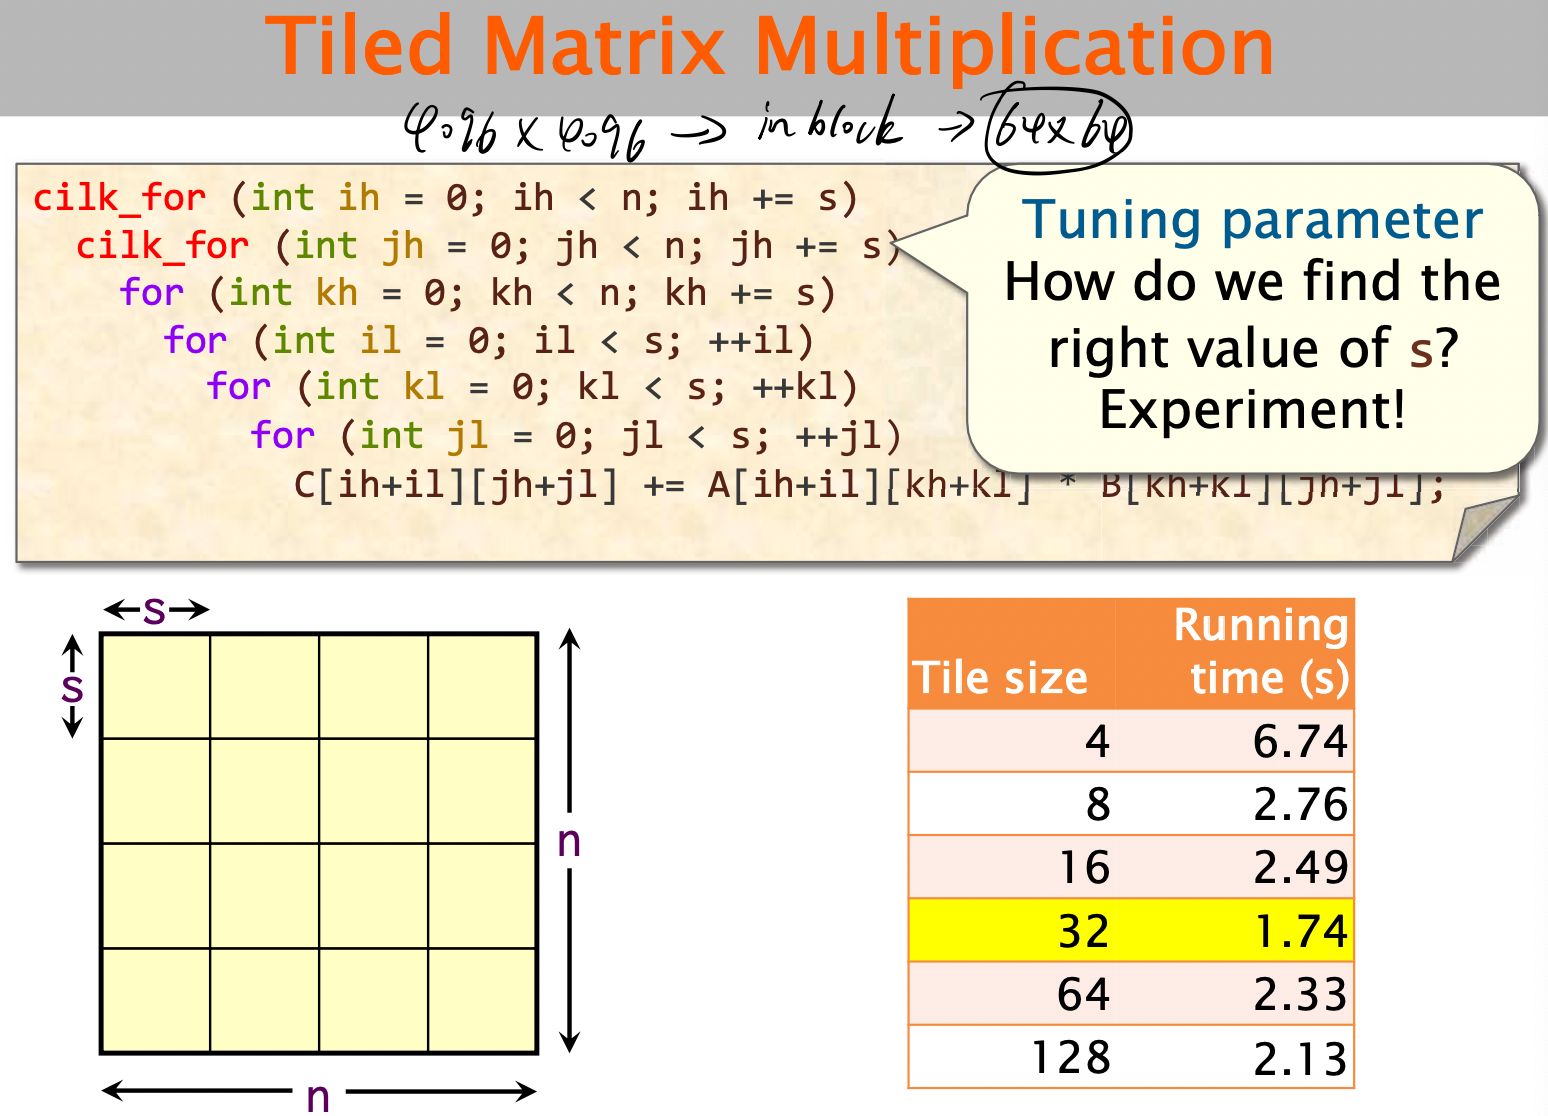 Tiled Matrix Multiplication
4096 x 4096 → in block → 64x64
cilk_for (int ih = 0; ih < n; ih += s)
cilk_for (int jh = 0; jh < n; jh += s)
for (int kh = 0; kh < n; kh += s)
for (int il = 0; il < s; ++il)
for (int kl = 0; kl < s; ++kl)
for (int jl = 0; jl < s; ++jl)
C[ih+il][jh+jl] += A[ih+il][kh+kl] * B[kh+kl][jh+jl];
Tuning parameter
How do we find the
right value of s?
Experiment!
s
s
n
n
Tile size Running time (s)
4 6.74
8 2.76
16 2.49
32 1.74
64 2.33
128 2.13